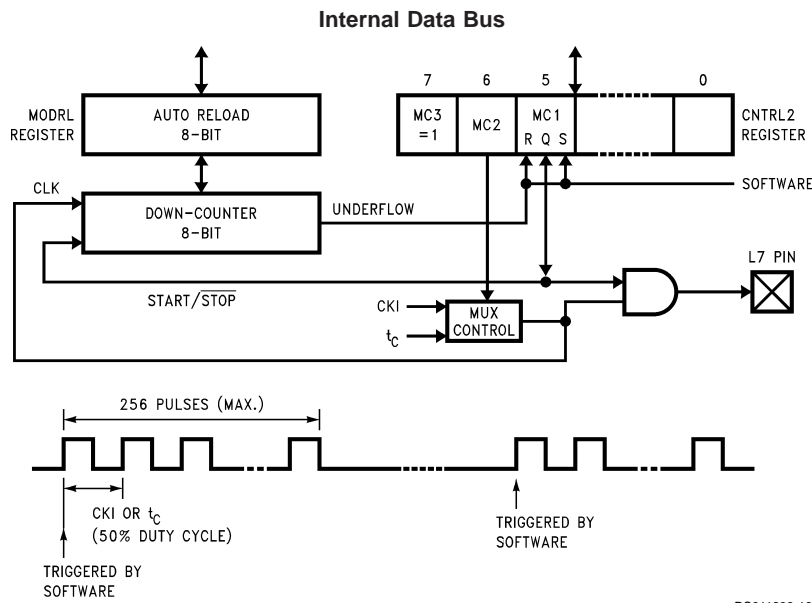 Internal Data Bus
7 6 5 0
MODRL
REGISTER
AUTO RELOAD
8-BIT
MC3
=1
MC2
MC1
R Q S
CNTRL2
REGISTER
CLK
DOWN-COUNTER
8-BIT
UNDERFLOW
SOFTWARE
START/STOP
L7 PIN
CKI
tC
MUX
CONTROL
256 PULSES (MAX.)
CKI OR tC
(50% DUTY CYCLE)
TRIGGERED BY
SOFTWARE
TRIGGERED BY
SOFTWARE